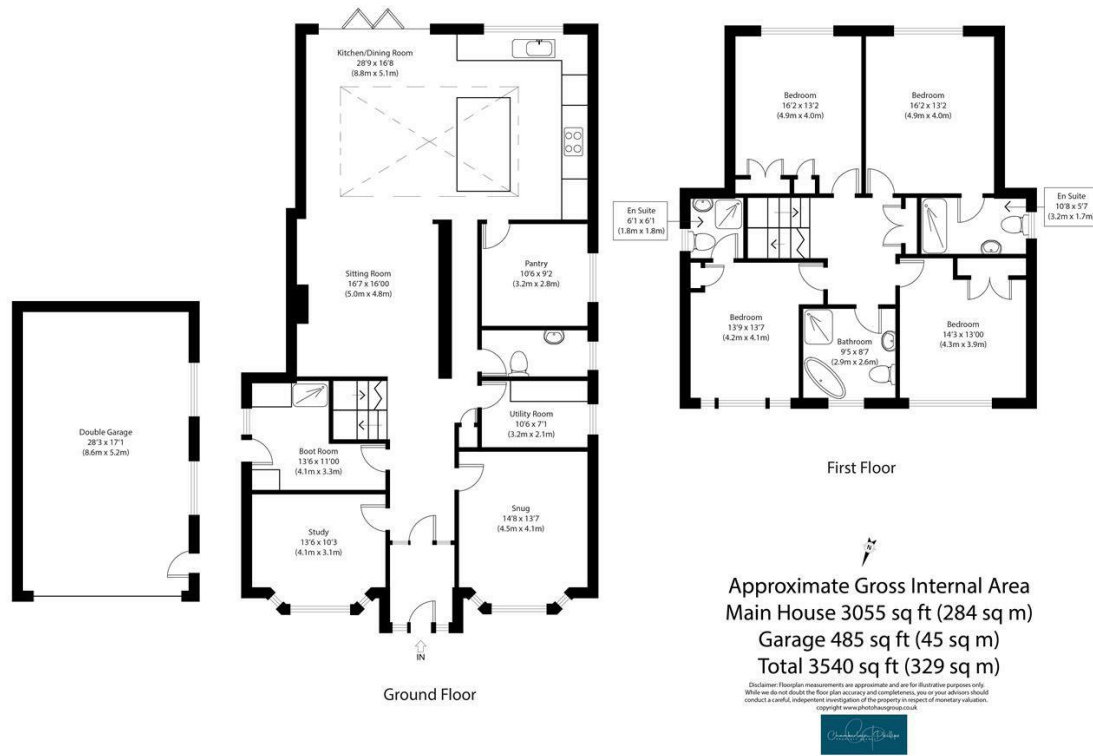 Kitchen/Dining Room
28'9 x 16'8
(8.8m x 5.1m)
Sitting Room
16'7 x 16'00
(5.0m x 4.8m)
Pantry
10'6 x 9'2
(3.2m x 2.8m)
Utility Room
10'6 x 7'1
(3.2m x 2.1m)
Boot Room
13'6 x 11'00
(4.1m x 3.3m)
Study
13'6 x 10'3
(4.1m x 3.1m)
Snug
14'8 x 13'7
(4.5m x 4.1m)
IN
Ground Floor
Double Garage
28'3 x 17'1
(8.6m x 5.2m)
Bedroom
16'2 x 13'2
(4.9m x 4.0m)
Bedroom
16'2 x 13'2
(4.9m x 4.0m)
En Suite
6'1 x 6'1
(1.8m x 1.8m)
En Suite
10'8 x 5'7
(3.2m x 1.7m)
Bedroom
13'9 x 13'7
(4.2m x 4.1m)
Bathroom
9'5 x 8'7
(2.9m x 2.6m)
Bedroom
14'3 x 13'00
(4.3m x 3.9m)
First Floor
N
Approximate Gross Internal Area
Main House 3055 sq ft (284 sq m)
Garage 485 sq ft (45 sq m)
Total 3540 sq ft (329 sq m)
Disclaimer: Floorplan measurements are approximate and are for illustrative purposes only.
While we do not doubt the floor plan accuracy and completeness, you or your advisors should
conduct a careful, independent investigation of the property in respect of monetary valuation.
copyright www.photohausgroup.co.uk
Chamberlain Phillips